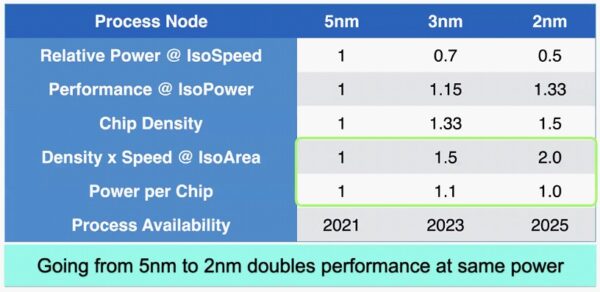 Process Node 5nm 3nm 2nm
Relative Power @ IsoSpeed 1 0.7 0.5
Performance @ IsoPower 1 1.15 1.33
Chip Density 1 1.33 1.5
Density x Speed @ IsoArea 1 1.5 2.0
Power per Chip 1 1.1 1.0
Process Availability 2021 2023 2025
Going from 5nm to 2nm doubles performance at same power